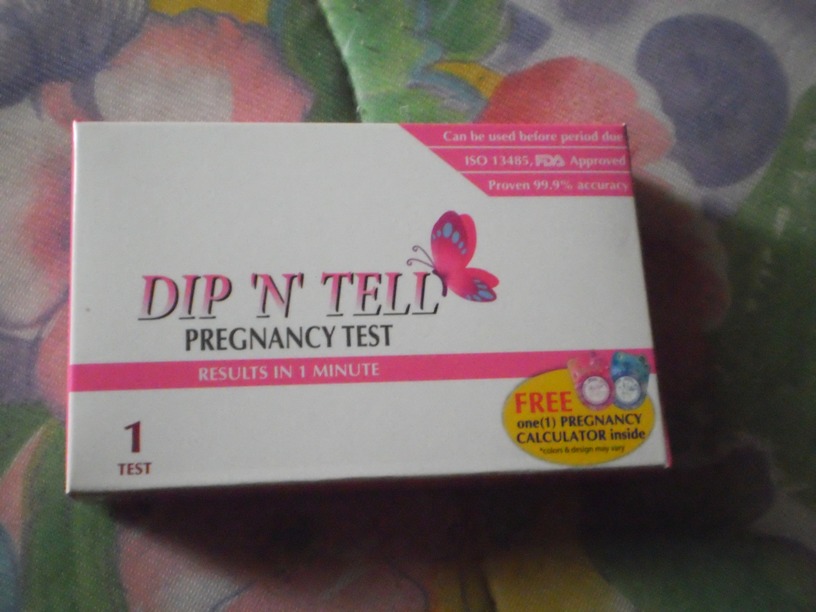 Can be used before period due
ISO 13485, FDA Approved
Proven 99.9% accuracy
DIP 'N' TELL
PREGNANCY TEST
RESULTS IN 1 MINUTE
FREE
one(1) PREGNANCY
CALCULATOR inside
*colors & design may vary
1
TEST